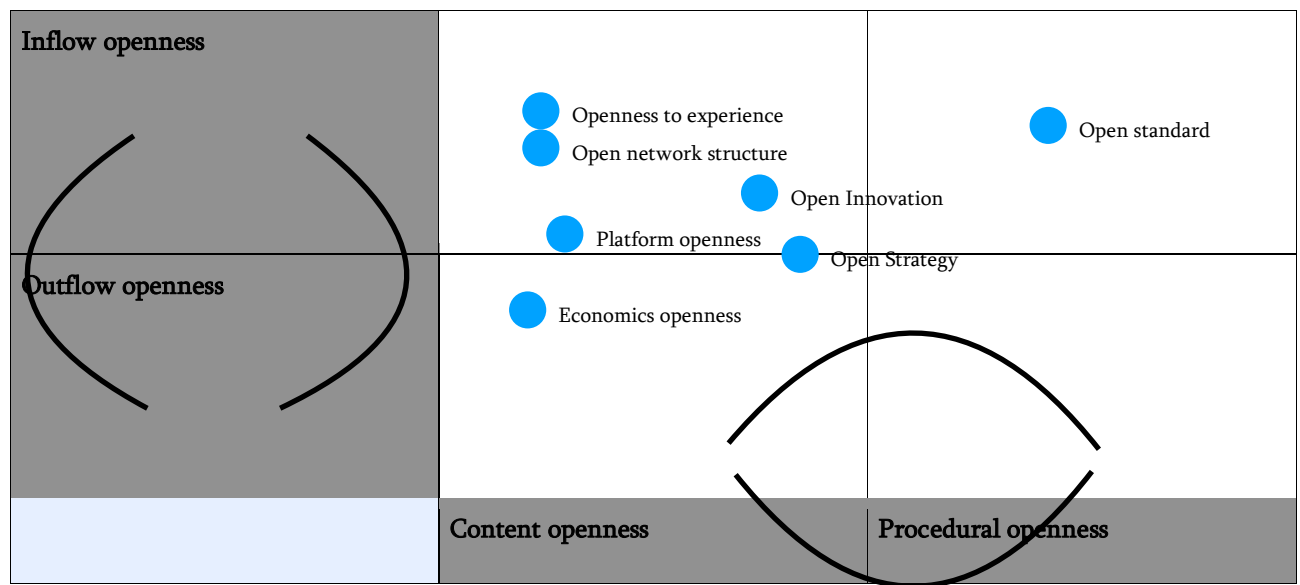 Inflow openness
Openness to experience
Open standard
Open network structure
Open Innovation
Platform openness
Open Strategy
Outflow openness
Economics openness
Content openness
Procedural openness